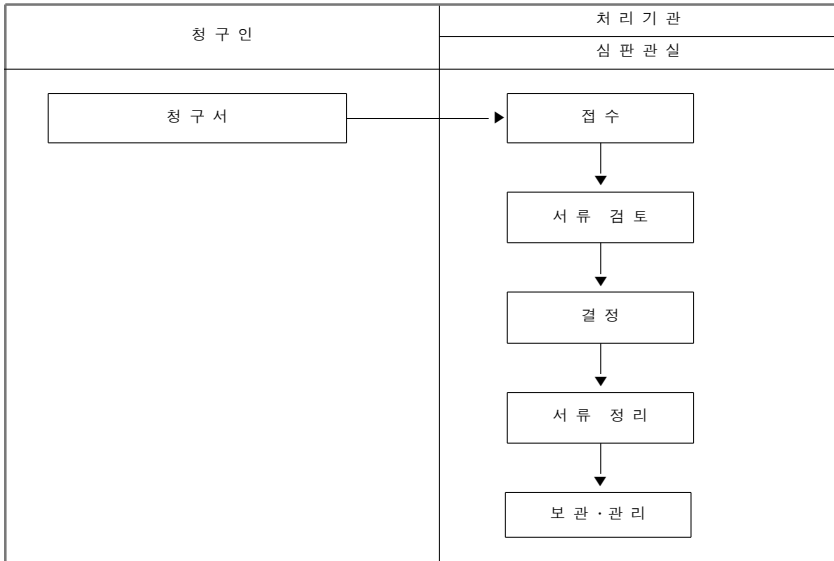 청 구 인
처 리 기 관
심 판 관 실
청 구 서
접 수
서 류 검 토
결 정
서 류 정 리
보 관 · 관 리